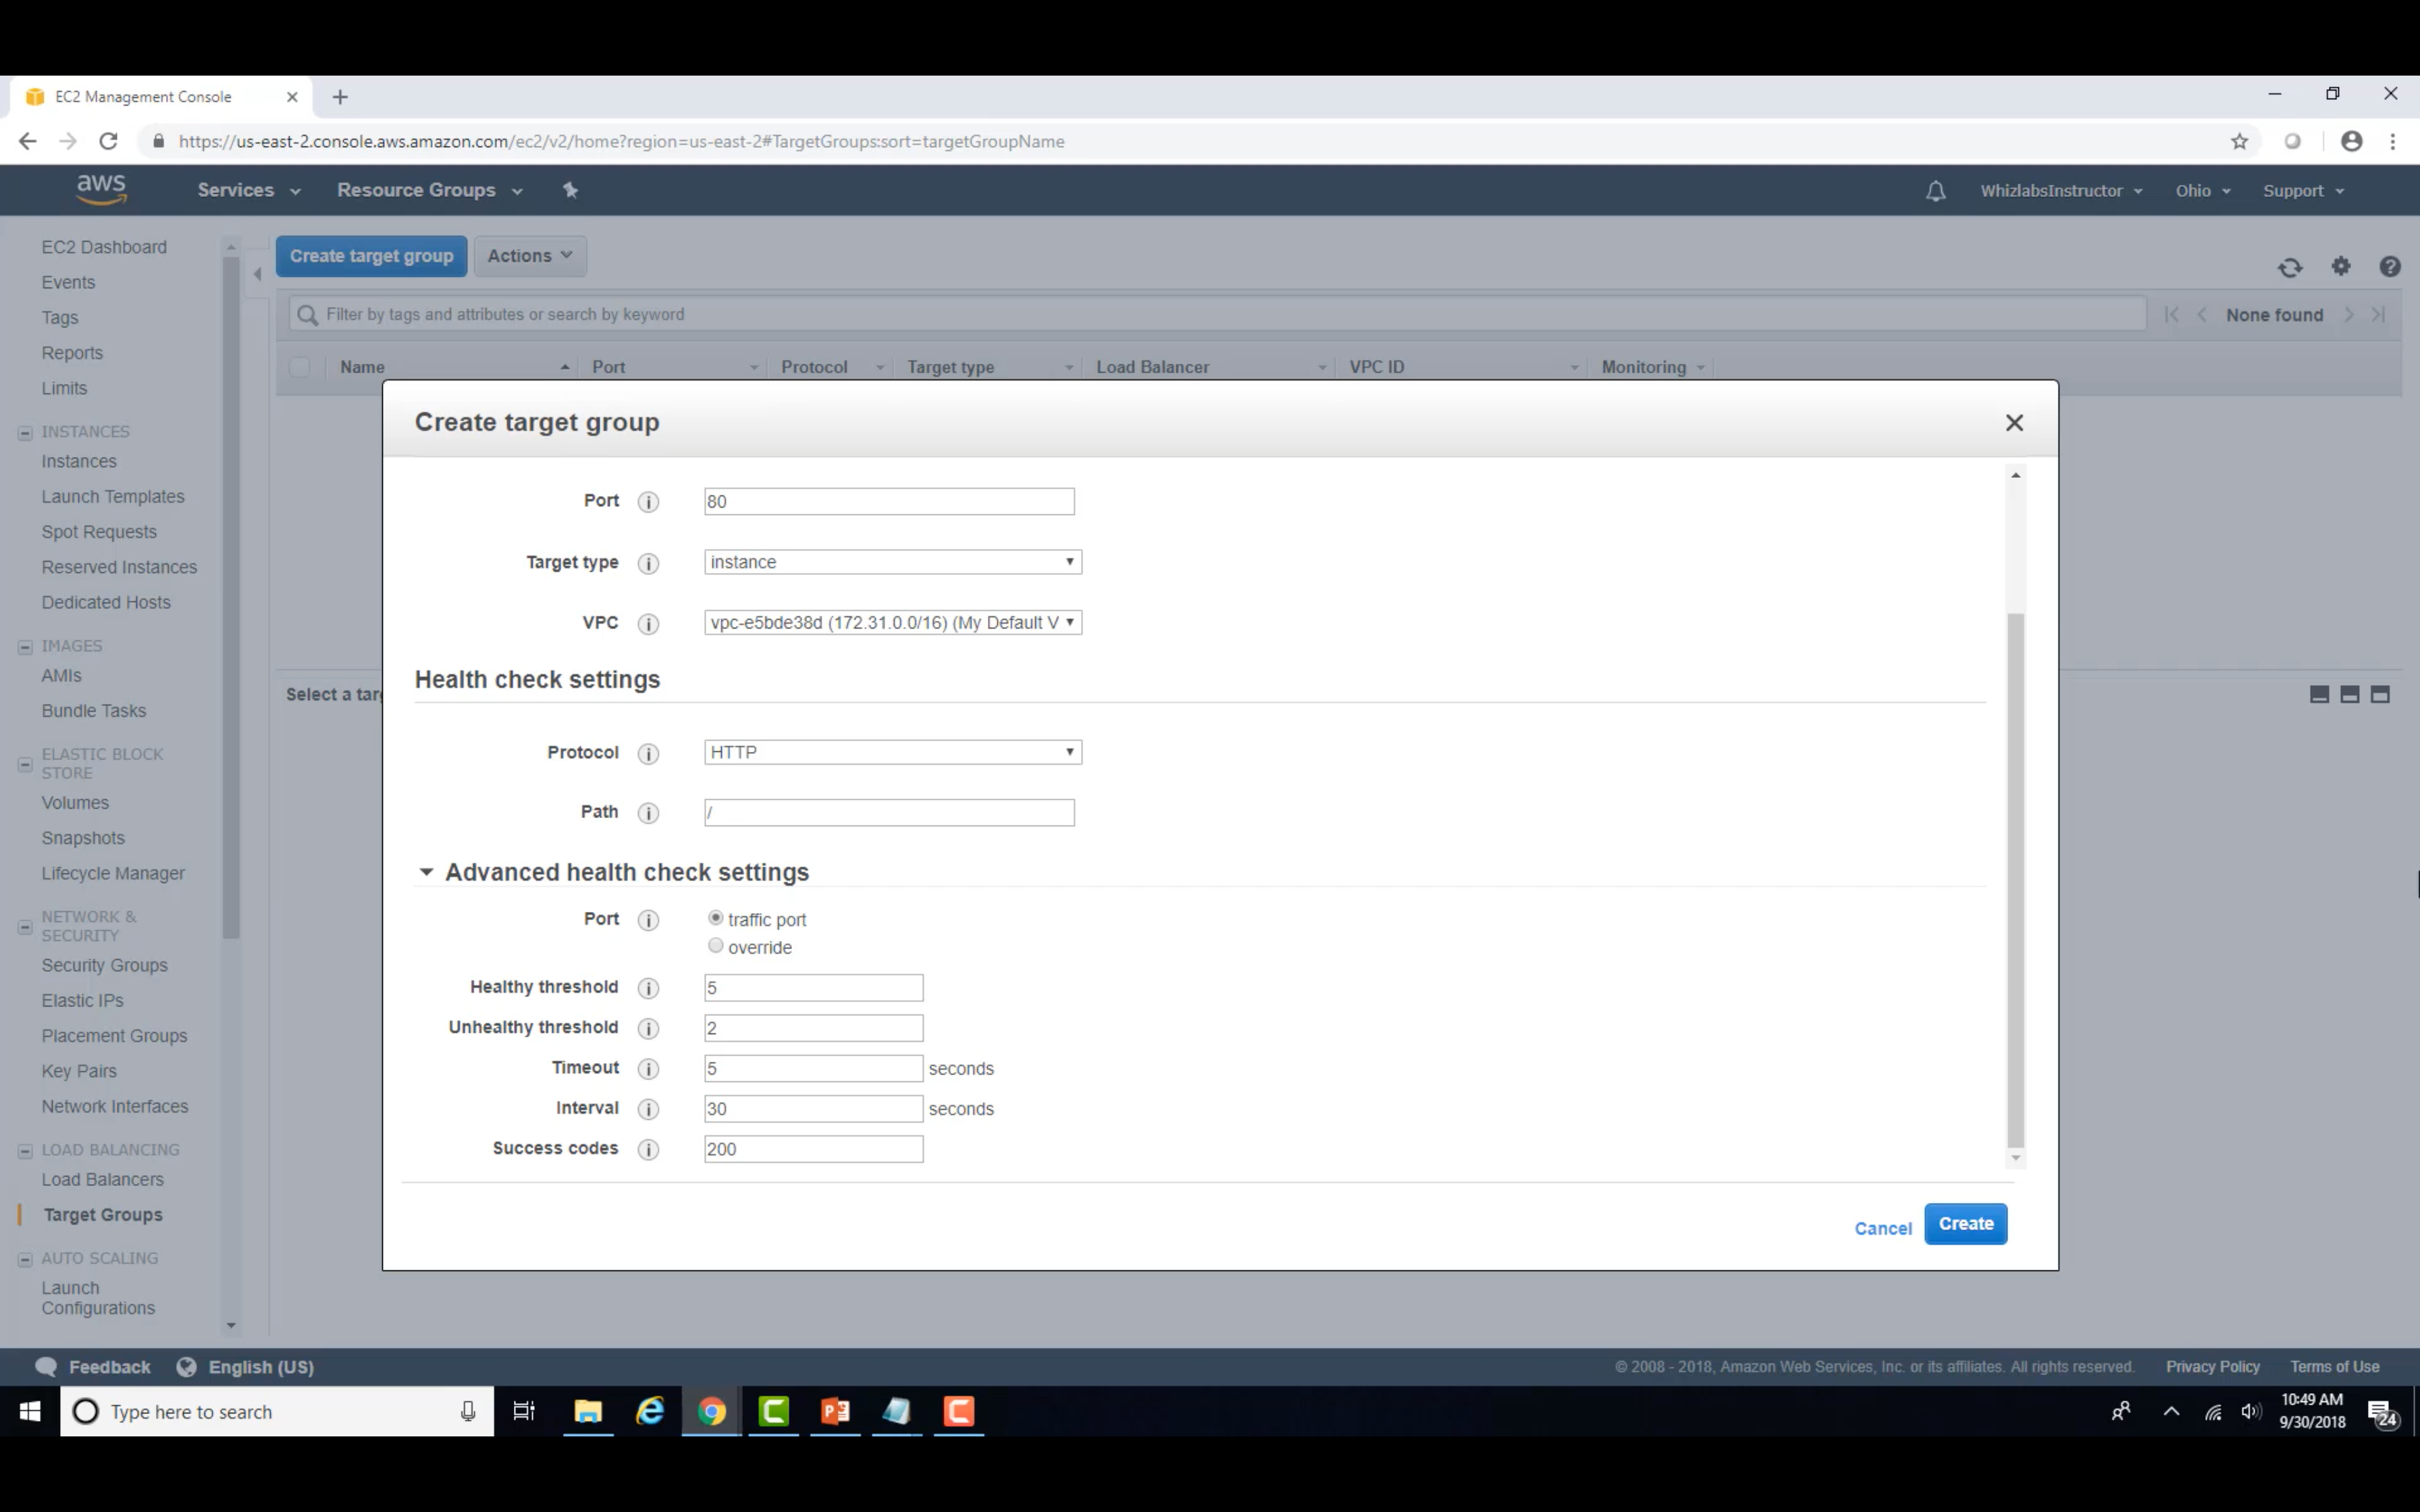 EC2 Management Console
https://us-east-2.console.aws.amazon.com/ec2/v2/home?region=us-east-2#TargetGroups:sort=targetGroupName
aws
Services
Resource Groups
WhizlabsInstructor
Ohio
Support
EC2 Dashboard
Events
Tags
Reports
Limits
INSTANCES
Instances
Launch Templates
Spot Requests
Reserved Instances
Dedicated Hosts
IMAGES
AMIs
Bundle Tasks
ELASTIC BLOCK
STORE
Volumes
Snapshots
Lifecycle Manager
NETWORK &
SECURITY
Security Groups
Elastic IPs
Placement Groups
Key Pairs
Network Interfaces
LOAD BALANCING
Load Balancers
Target Groups
AUTO SCALING
Launch
Configurations
Create target group
Actions
Filter by tags and attributes or search by keyword
None found
Name
Port
Protocol
Target type
Load Balancer
VPC ID
Monitoring
Select a tar
Create target group
Port 80
Target type instance
VPC vpc-e5bde38d (172.31.0.0/16) (My Default V
Health check settings
Protocol HTTP
Path /
Advanced health check settings
Port traffic port
override
Healthy threshold 5
Unhealthy threshold 2
Timeout 5 seconds
Interval 30 seconds
Success codes 200
Cancel
Create
Feedback
English (US)
© 2008 - 2018, Amazon Web Services, Inc. or its affiliates. All rights reserved.
Privacy Policy
Terms of Use
Type here to search
10:49 AM
9/30/2018
24